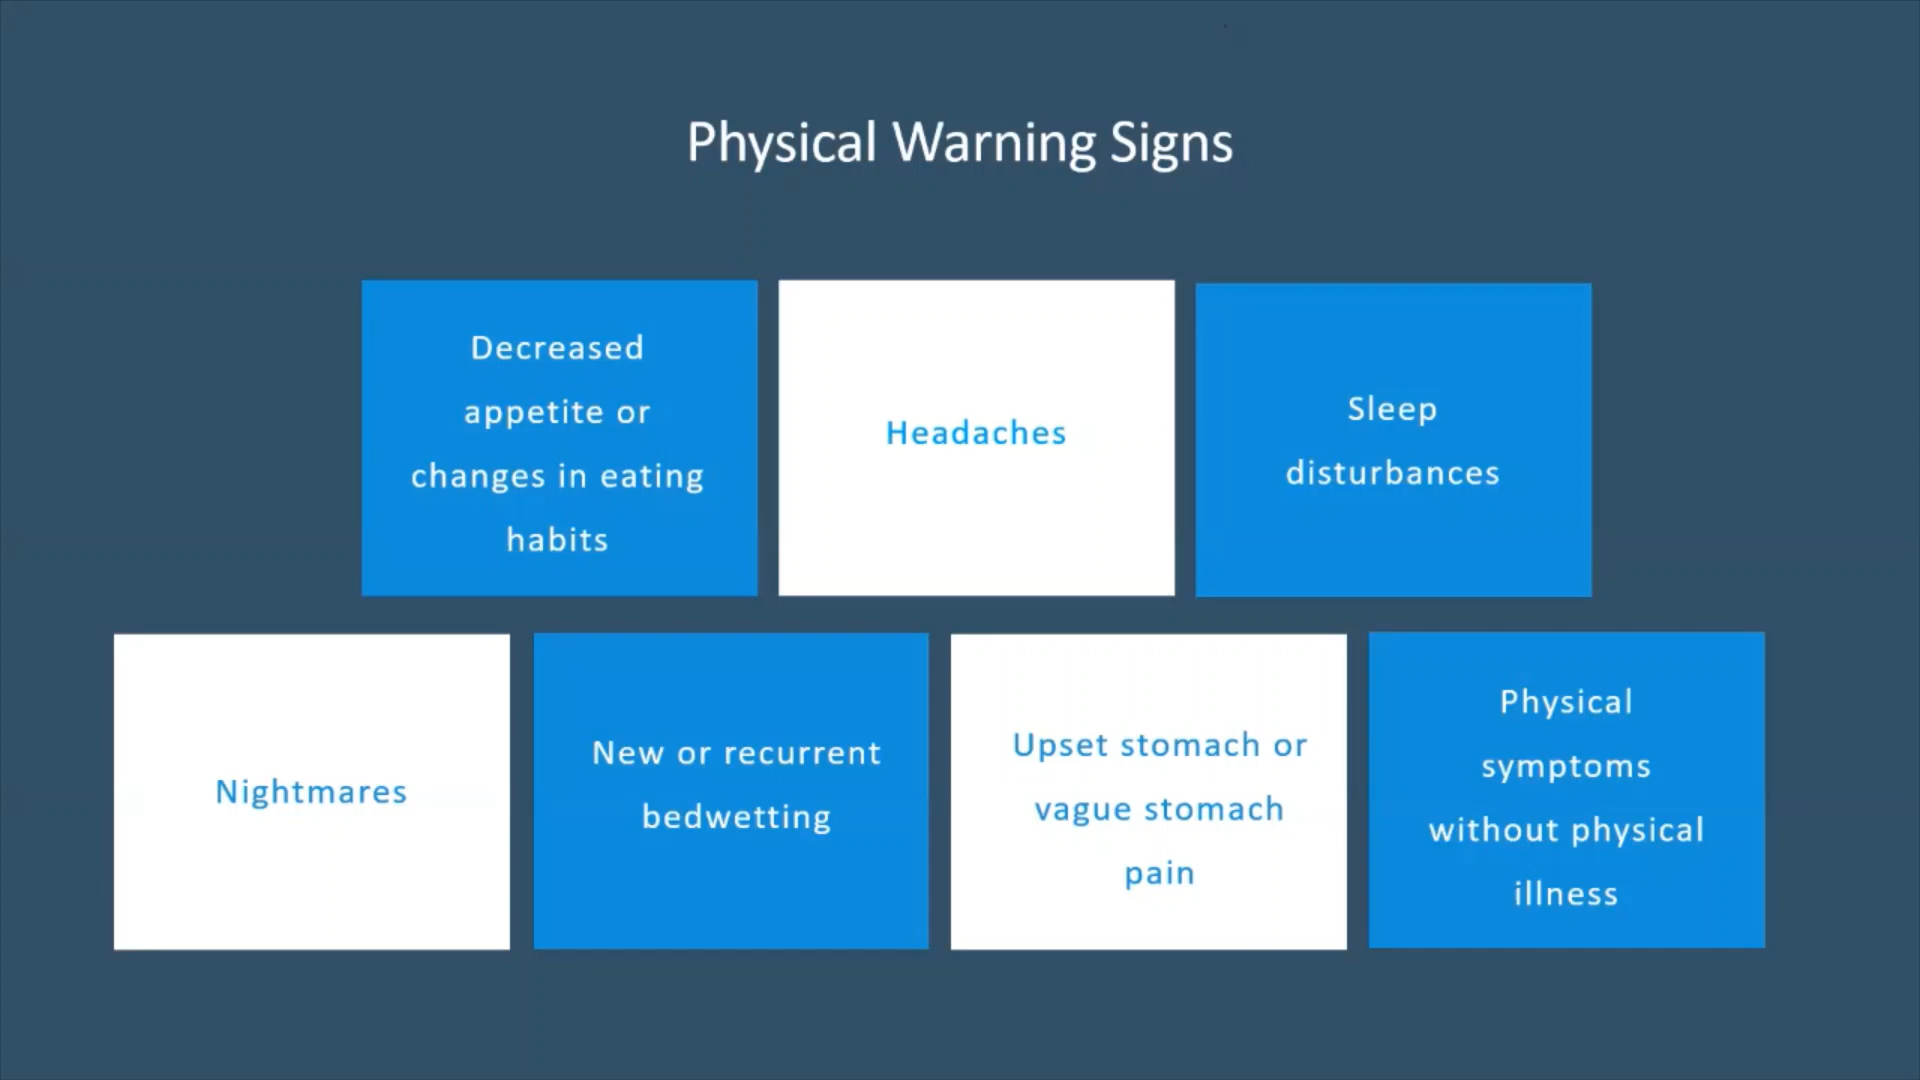 Physical Warning Signs
Decreased
appetite or
changes in eating
habits
Headaches
Sleep
disturbances
Nightmares
New or recurrent
bedwetting
Upset stomach or
vague stomach
pain
Physical
symptoms
without physical
illness